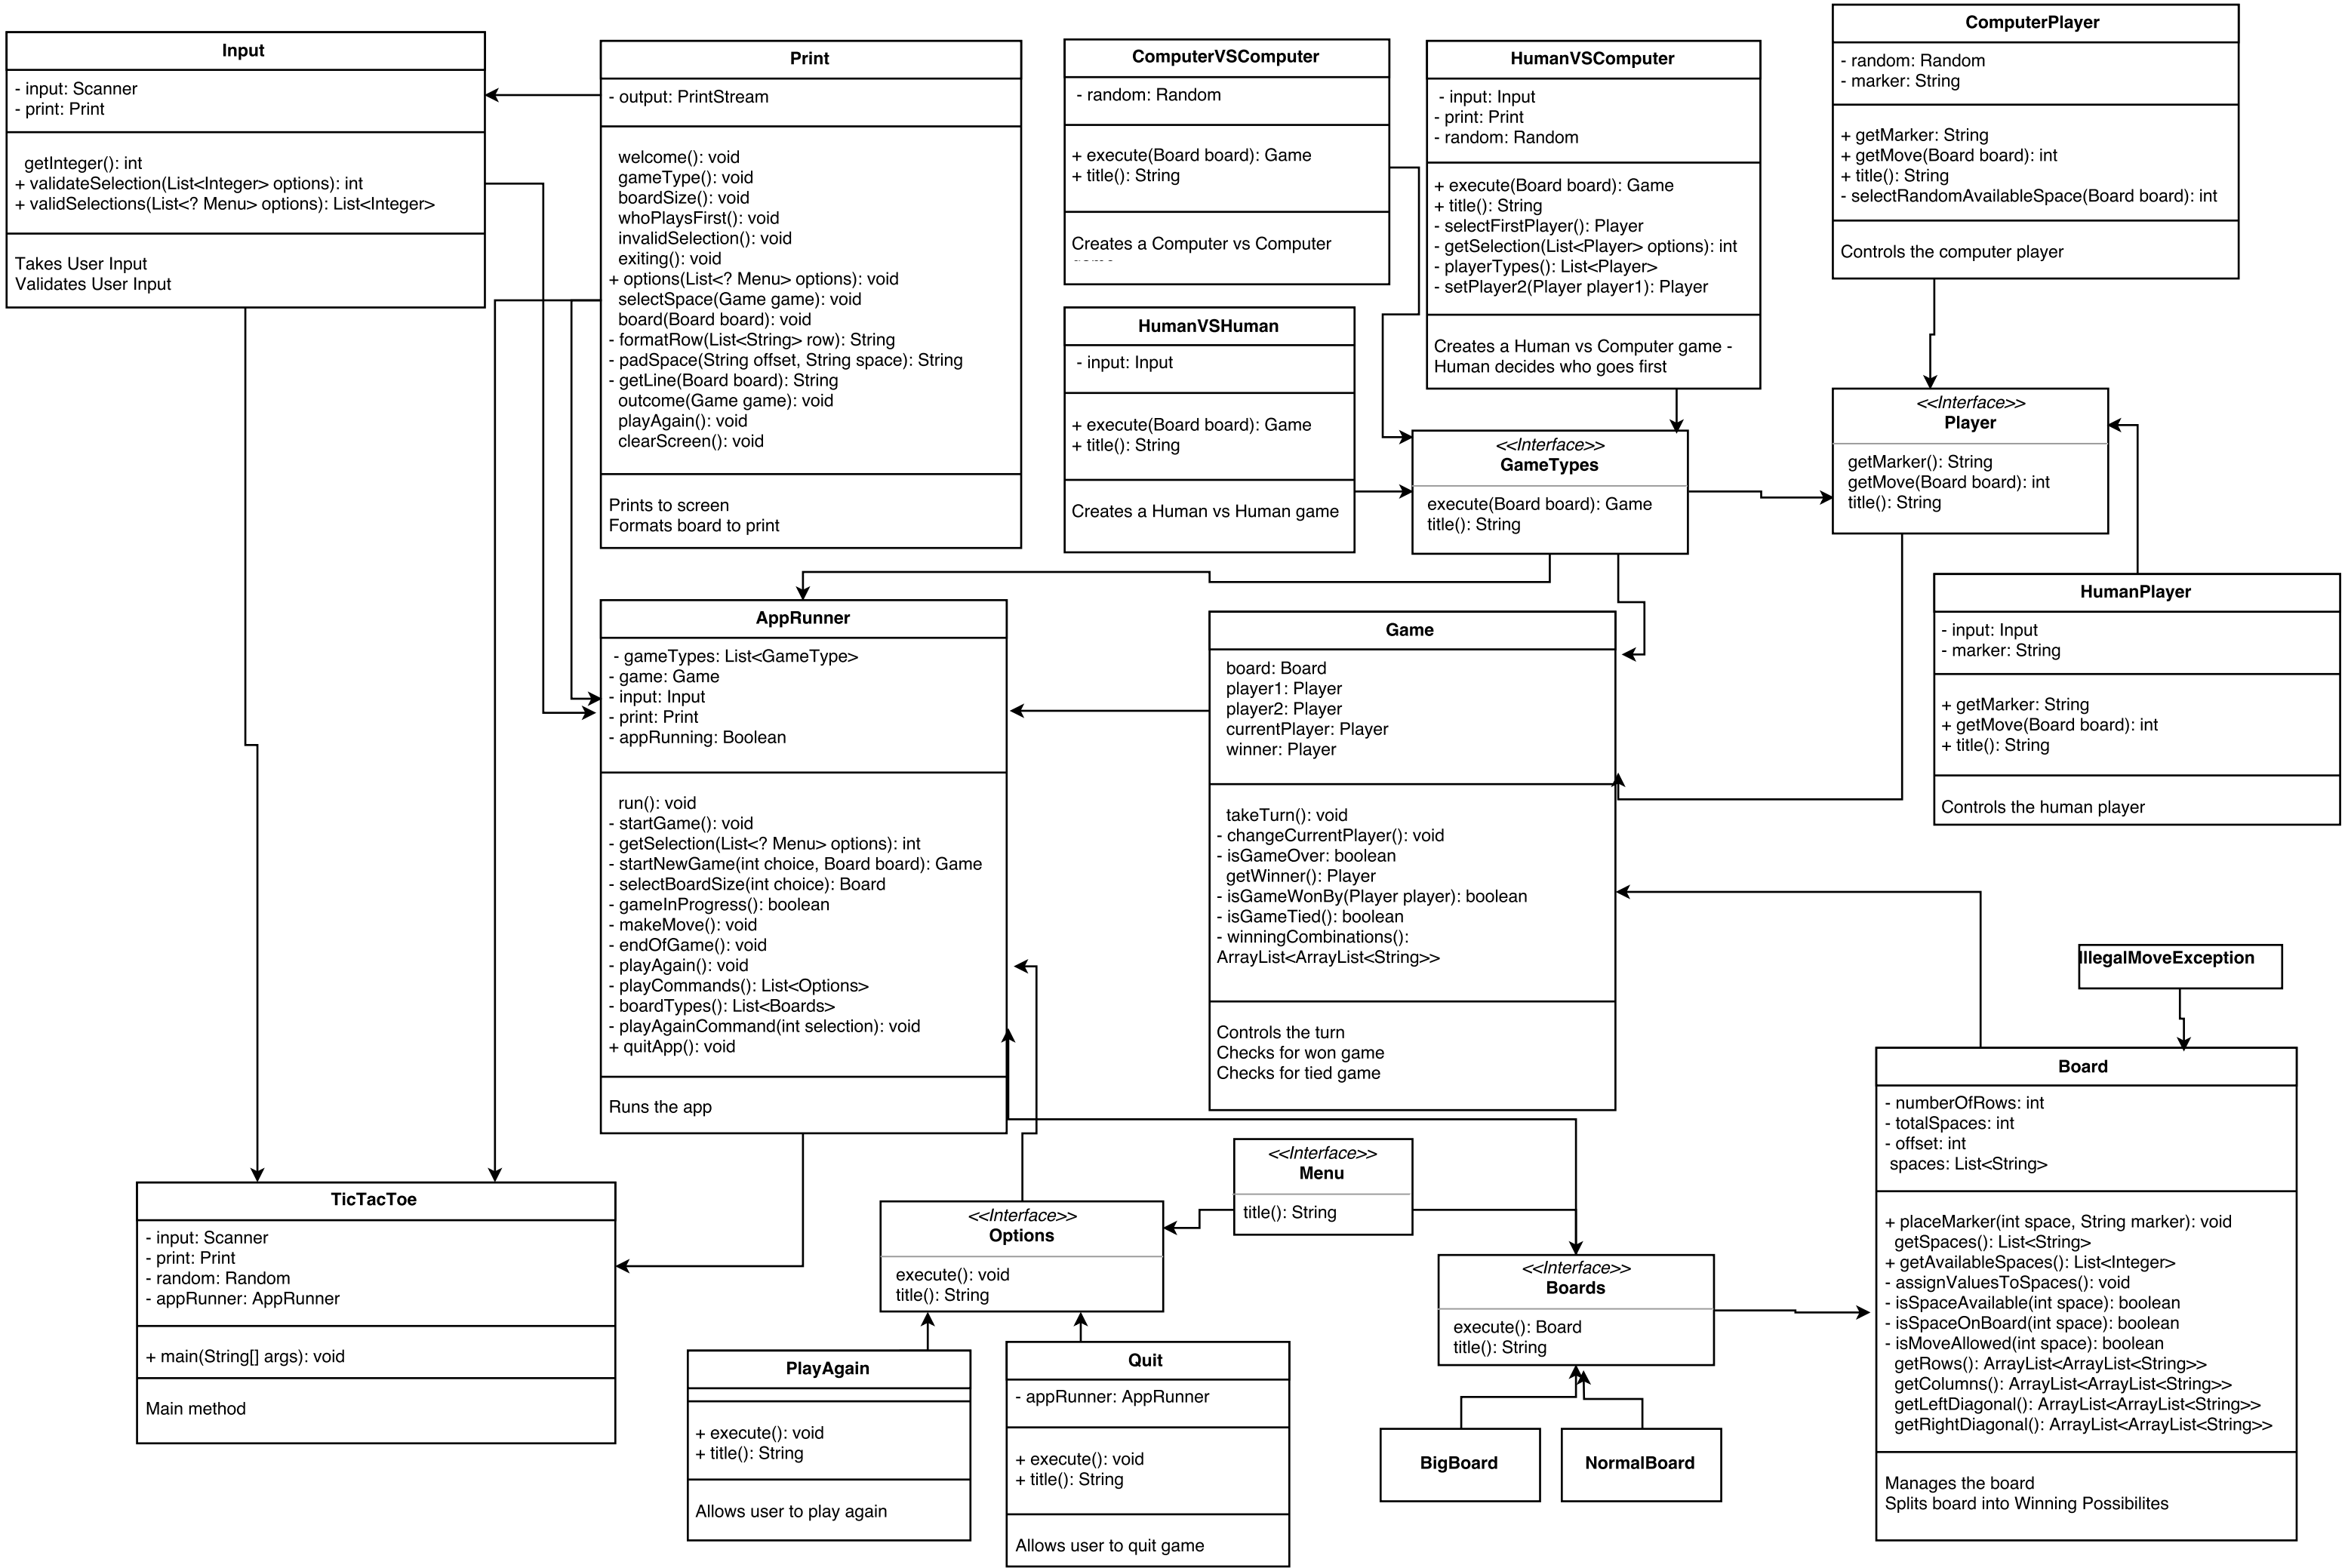 Input
- input: Scanner
- print: Print
getInteger(): int
+ validateSelection(List<Integer> options): int
+ validSelections(List<? Menu> options): List<Integer>
Takes User Input
Validates User Input
Print
- output: PrintStream
welcome(): void
gameType(): void
boardSize(): void
whoPlaysFirst(): void
invalidSelection(): void
exiting(): void
+ options(List<? Menu> options): void
selectSpace(Game game): void
board(Board board): void
- formatRow(List<String> row): String
- padSpace(String offset, String space): String
- getLine(Board board): String
outcome(Game game): void
playAgain(): void
clearScreen(): void
Prints to screen
Formats board to print
ComputerVSComputer
- random: Random
+ execute(Board board): Game
+ title(): String
Creates a Computer vs Computer
HumanVSHuman
- input: Input
+ execute(Board board): Game
+ title(): String
Creates a Human vs Human game
HumanVSComputer
- input: Input
- print: Print
- random: Random
+ execute(Board board): Game
+ title(): String
- selectFirstPlayer(): Player
- getSelection(List<Player> options): int
- playerTypes(): List<Player>
- setPlayer2(Player player1): Player
Creates a Human vs Computer game -
Human decides who goes first
ComputerPlayer
- random: Random
- marker: String
+ getMarker: String
+ getMove(Board board): int
+ title(): String
- selectRandomAvailableSpace(Board board): int
Controls the computer player
<<Interface>>
GameTypes
execute(Board board): Game
title(): String
<<Interface>>
Player
getMarker(): String
getMove(Board board): int
title(): String
HumanPlayer
- input: Input
- marker: String
+ getMarker: String
+ getMove(Board board): int
+ title(): String
Controls the human player
AppRunner
- gameTypes: List<GameType>
- game: Game
- input: Input
- print: Print
- appRunning: Boolean
run(): void
- startGame(): void
- getSelection(List<? Menu> options): int
- startNewGame(int choice, Board board): Game
- selectBoardSize(int choice): Board
- gameInProgress(): boolean
- makeMove(): void
- endOfGame(): void
- playAgain(): void
- playCommands(): List<Options>
- boardTypes(): List<Boards>
- playAgainCommand(int selection): void
+ quitApp(): void
Runs the app
Game
board: Board
player1: Player
player2: Player
currentPlayer: Player
winner: Player
takeTurn(): void
- changeCurrentPlayer(): void
- isGameOver: boolean
getWinner(): Player
- isGameWonBy(Player player): boolean
- isGameTied(): boolean
- winningCombinations():
ArrayList<ArrayList<String>>
Controls the turn
Checks for won game
Checks for tied game
IllegalMoveException
Board
- numberOfRows: int
- totalSpaces: int
- offset: int
spaces: List<String>
+ placeMarker(int space, String marker): void
getSpaces(): List<String>
+ getAvailableSpaces(): List<Integer>
- assignValuesToSpaces(): void
- isSpaceAvailable(int space): boolean
- isSpaceOnBoard(int space): boolean
- isMoveAllowed(int space): boolean
getRows(): ArrayList<ArrayList<String>>
getColumns(): ArrayList<ArrayList<String>>
getLeftDiagonal(): ArrayList<ArrayList<String>>
getRightDiagonal(): ArrayList<ArrayList<String>>
Manages the board
Splits board into Winning Possibilites
TicTacToe
- input: Scanner
- print: Print
- random: Random
- appRunner: AppRunner
+ main(String[] args): void
Main method
<<Interface>>
Menu
title(): String
<<Interface>>
Options
execute(): void
title(): String
<<Interface>>
Boards
execute(): Board
title(): String
PlayAgain
+ execute(): void
+ title(): String
Allows user to play again
Quit
- appRunner: AppRunner
+ execute(): void
+ title(): String
Allows user to quit game
BigBoard
NormalBoard